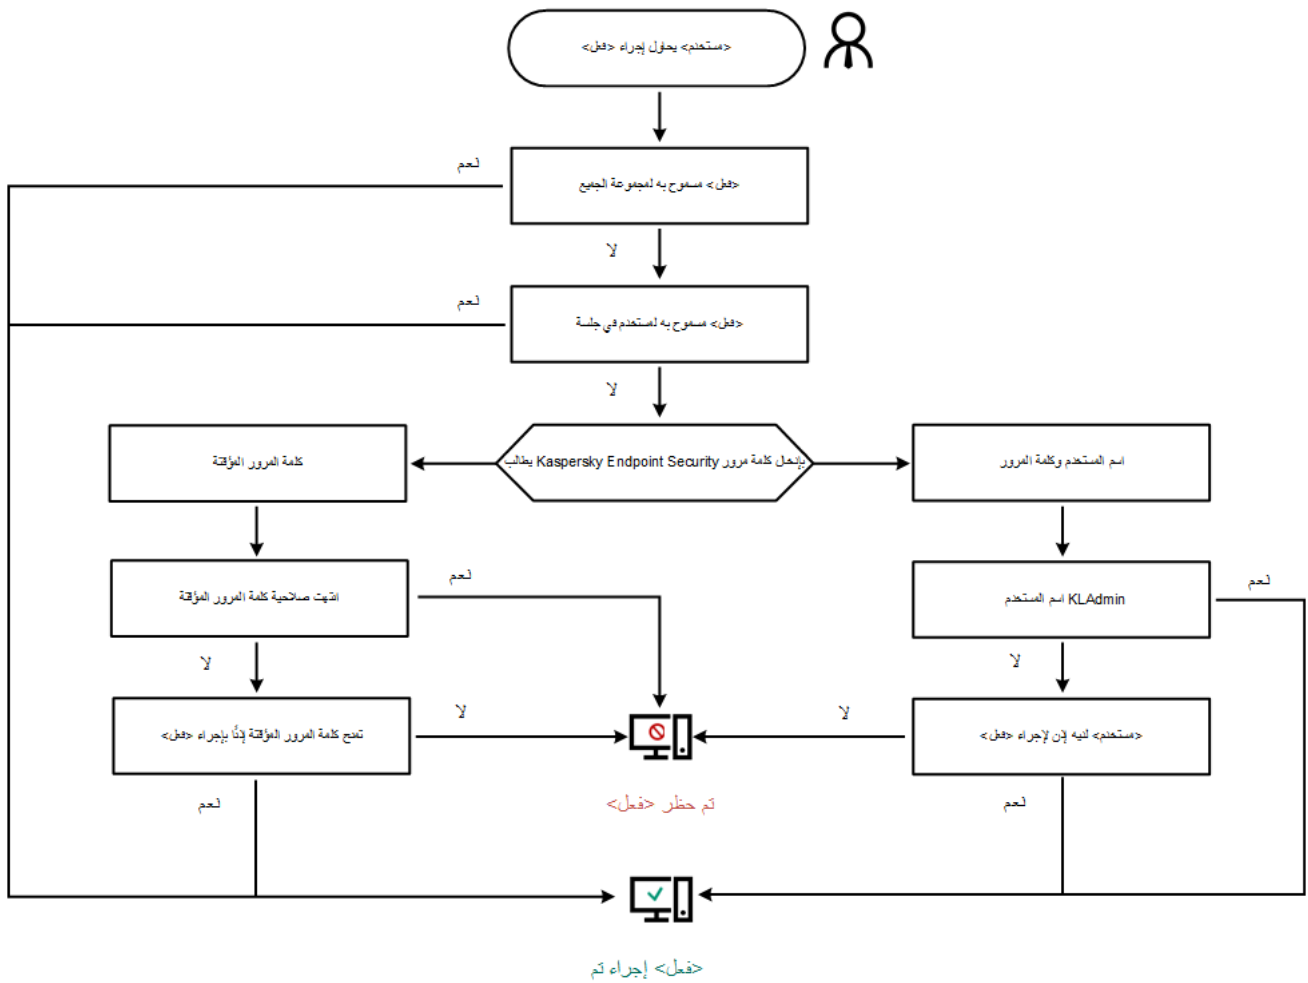 <مستخدم> يحاول إجراء <فعل>
نعم
<فعل> مسموح به لمجموعة الجميع
لا
نعم
<فعل> مسموح به لمستخدم في جلسة
لا
اسم المستخدم وكلمة المرور
بإدخال كلمة مرور Kaspersky Endpoint Security يطالب
كلمة المرور المؤقتة
نعم
KLAdmin اسم المستخدم
نعم
انتهت صلاحية كلمة المرور المؤقتة
لا
لا
<مستخدم> لديه إذن لإجراء <فعل>
لا
لا
تمنح كلمة المرور المؤقتة إذنًا بإجراء <فعل>
نعم
تم حظر <فعل>
نعم
<فعل> إجراء تم